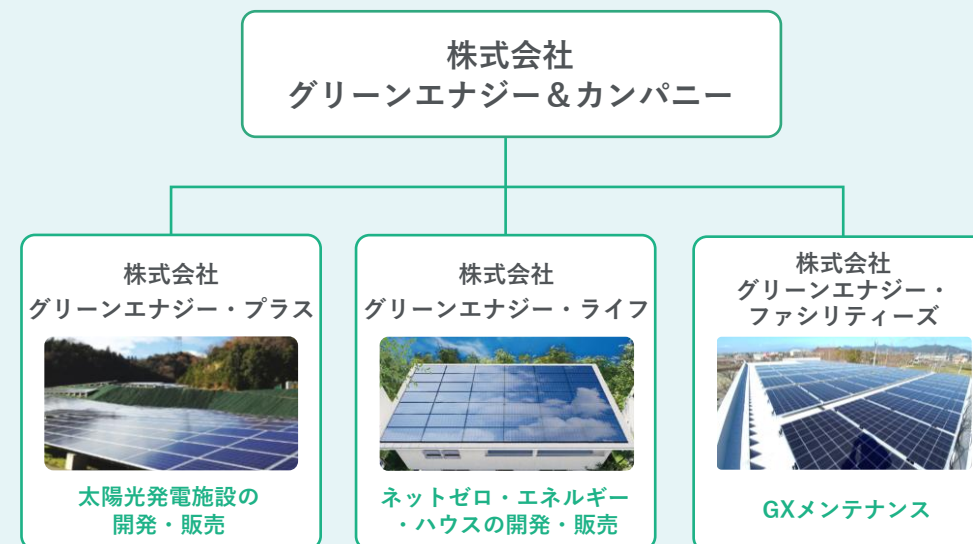 株式会社
グリーンエナジー＆カンパニー
株式会社
グリーンエナジー・プラス
太陽光発電施設の
開発・販売
株式会社
グリーンエナジー・ライフ
ネットゼロ・エネルギー
・ハウスの開発・販売
株式会社
グリーンエナジー・
ファシリティーズ
GXメンテナンス